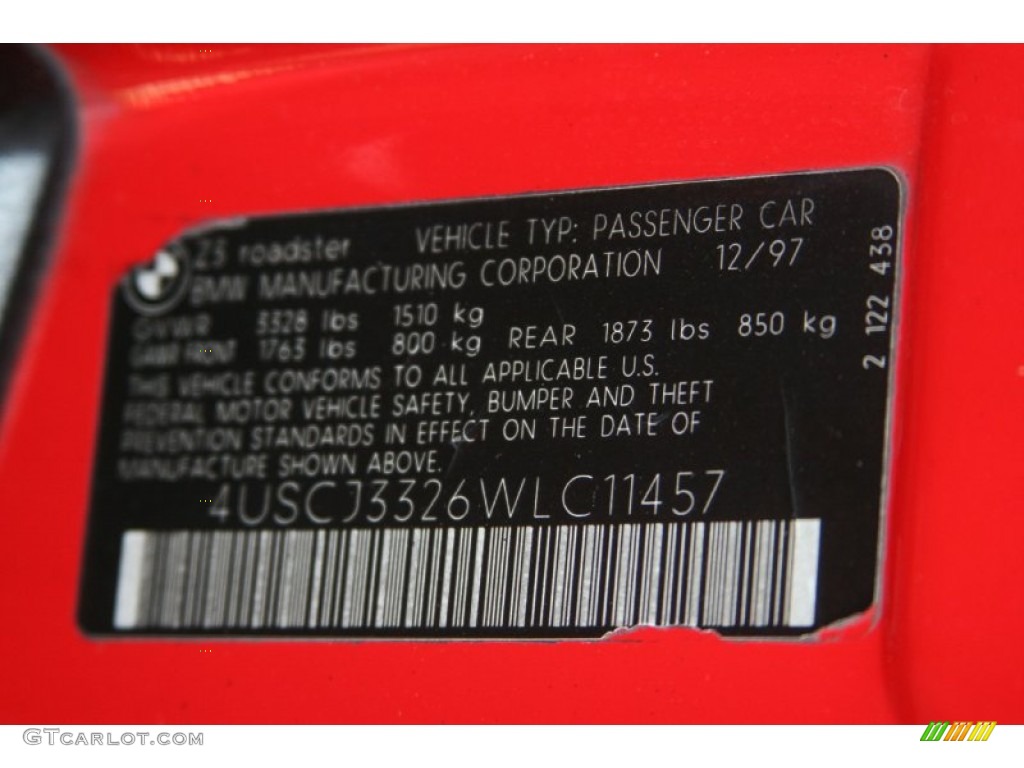 Z3 roadster VEHICLE TYP: PASSENGER CAR
BMW MANUFACTURING CORPORATION 12/97
GVWR 3328 lbs 1510 kg
GAWR FRONT 1763 lbs 800 kg REAR 1873 lbs 850 kg
THIS VEHICLE CONFORMS TO ALL APPLICABLE U.S.
FEDERAL MOTOR VEHICLE SAFETY, BUMPER AND THEFT
PREVENTION STANDARDS IN EFFECT ON THE DATE OF
MANUFACTURE SHOWN ABOVE.
4USCJ3326WLC11457
2 122 438
GTCARLOT.COM